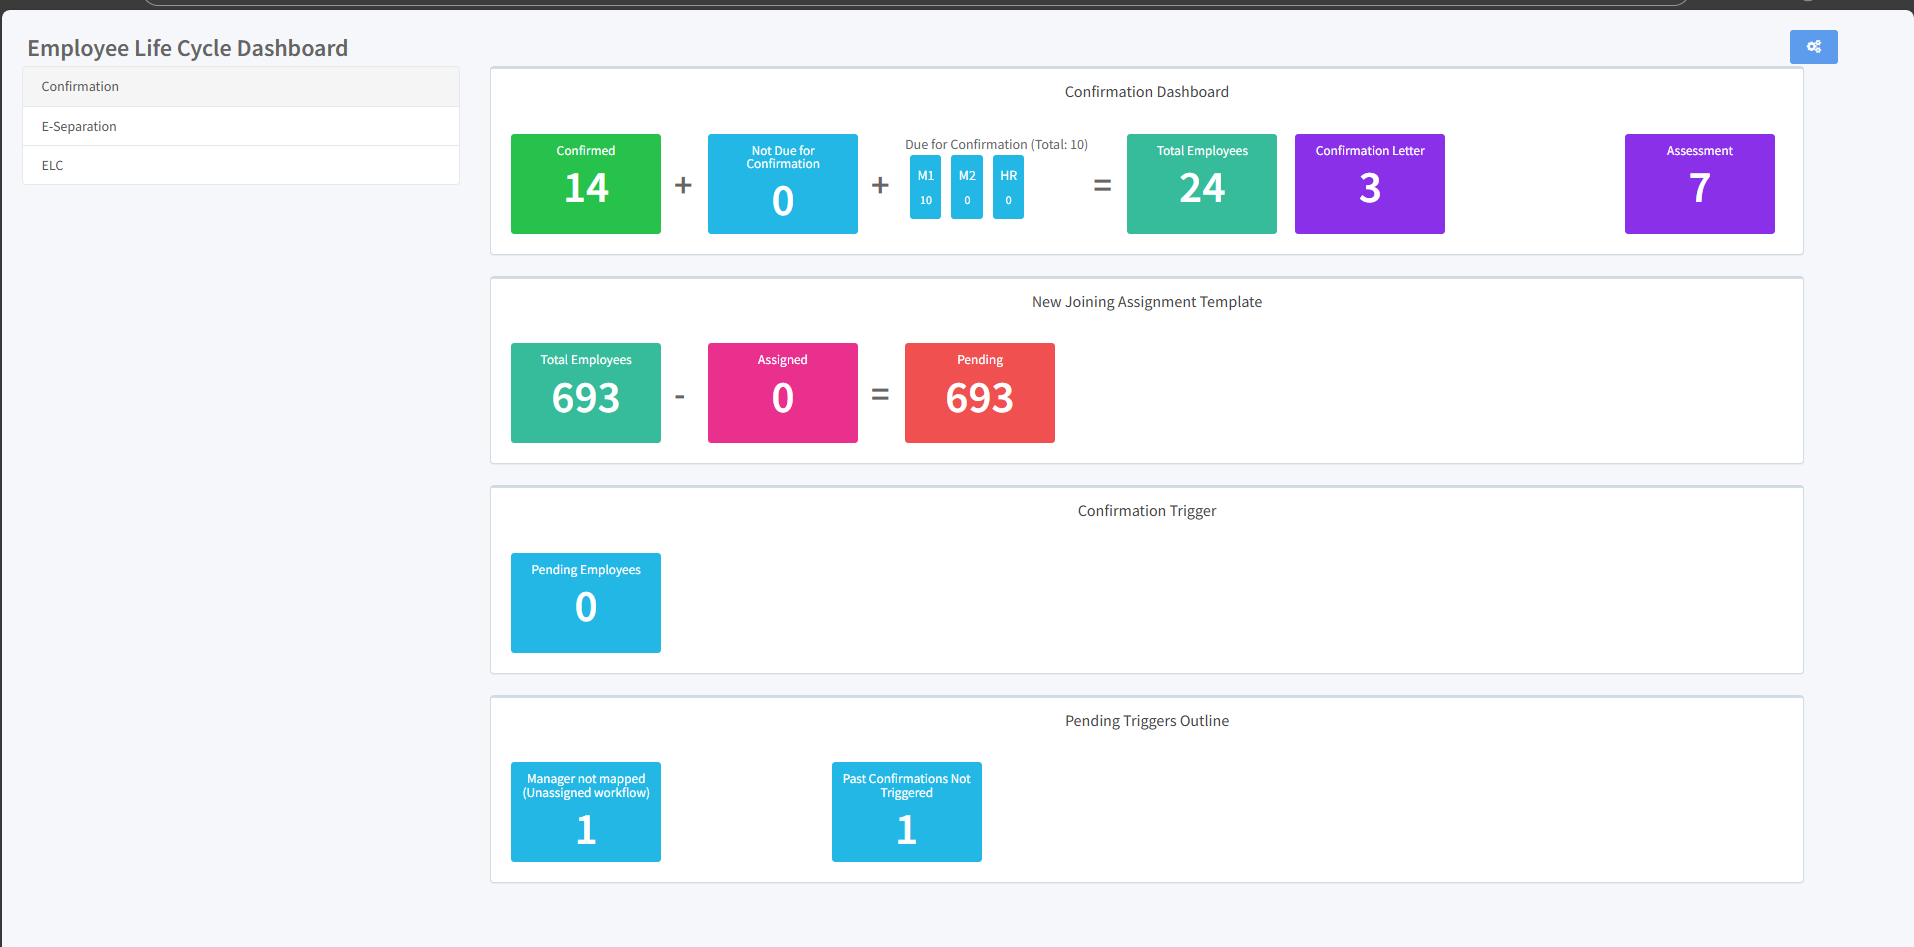 Employee Life Cycle Dashboard
Confirmation
E-Separation
ELC
Confirmation Dashboard
Confirmed
14
+
Not Due for
Confirmation
0
+
Due for Confirmation (Total: 10)
M1
10
M2
0
HR
0
=
Total Employees
24
Confirmation Letter
3
Assessment
7
New Joining Assignment Template
Total Employees
693
-
Assigned
0
=
Pending
693
Confirmation Trigger
Pending Employees
0
Pending Triggers Outline
Manager not mapped
(Unassigned workflow)
1
Past Confirmations Not
Triggered
1